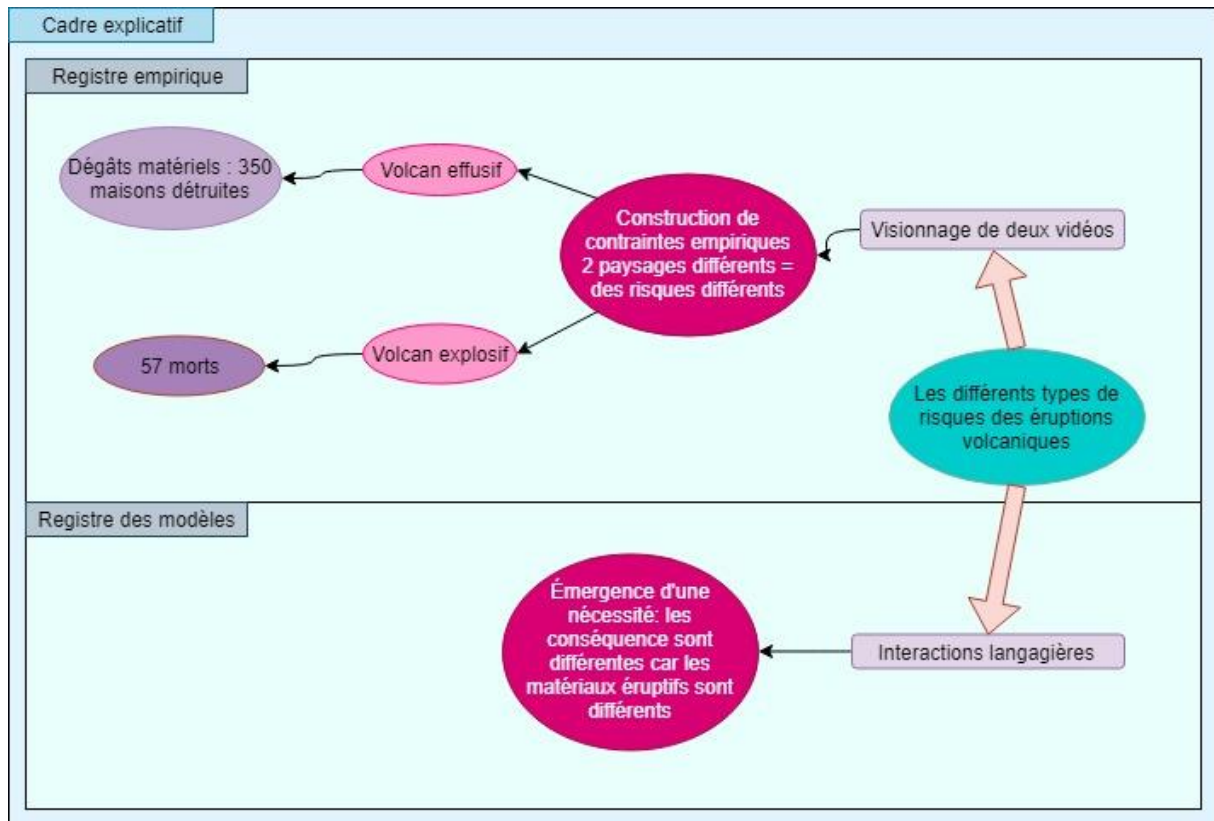 Cadre explicatif
Registre empirique
Dégâts matériels : 350
maisons détruites
Volcan effusif
Construction de
contraintes empiriques
2 paysages différents =
des risques différents
Visionnage de deux vidéos
57 morts
Volcan explosif
Les différents types de
risques des éruptions
volcaniques
Registre des modèles
Émergence d'une
nécessité: les
conséquence sont
différentes car les
matériaux éruptifs sont
différents
Interactions langagières